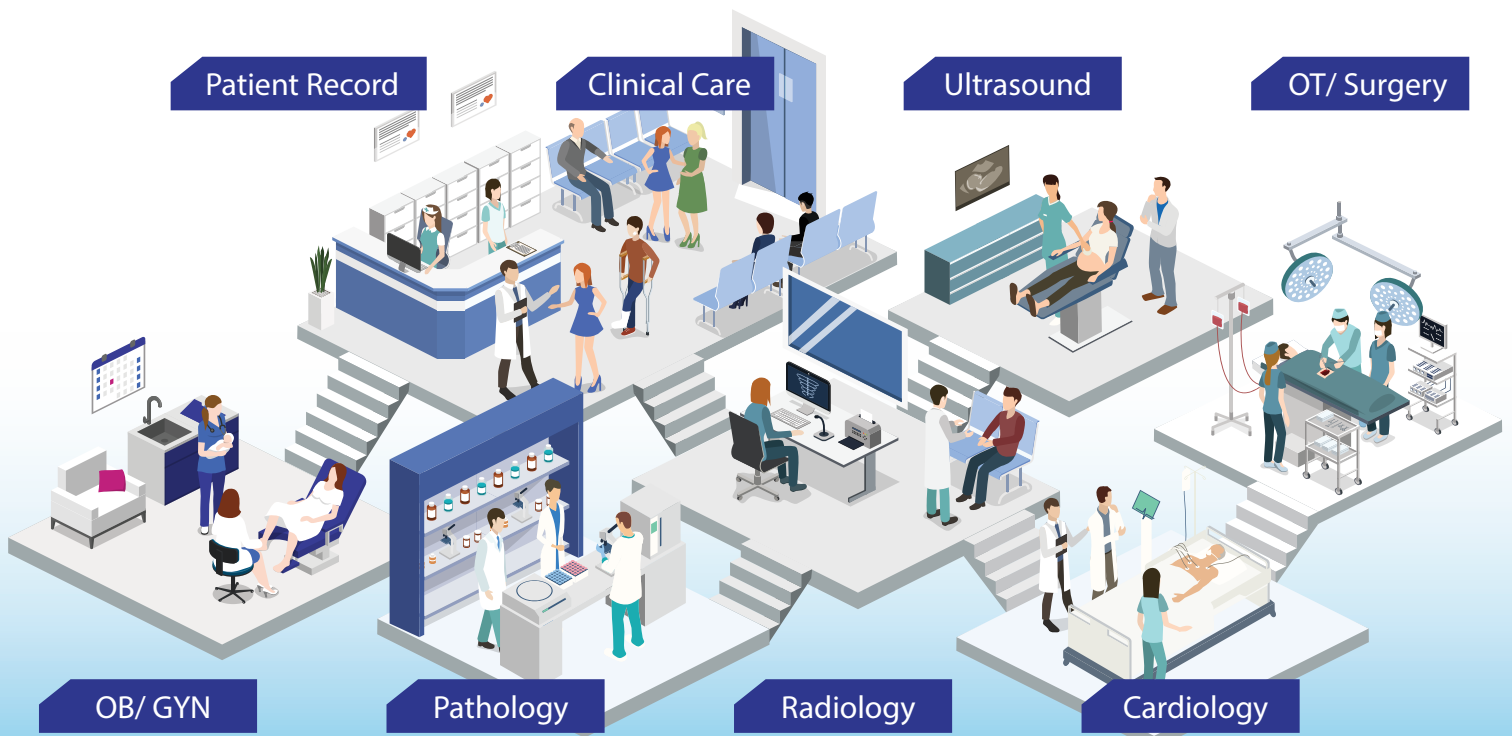 Patient Record
Clinical Care
Ultrasound
OT/ Surgery
OB/ GYN
Pathology
Radiology
Cardiology